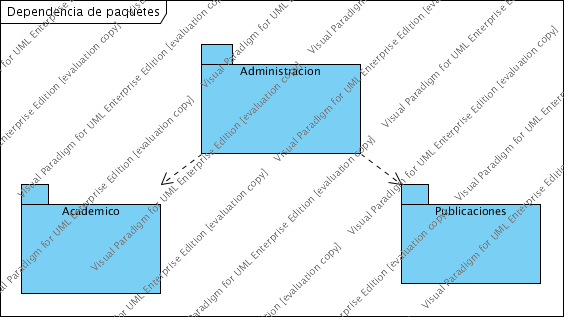 Dependencia de paquetes
Administracion
Academico
Publicaciones
Visual Paradigm for UML Enterprise Edition [evaluation copy]